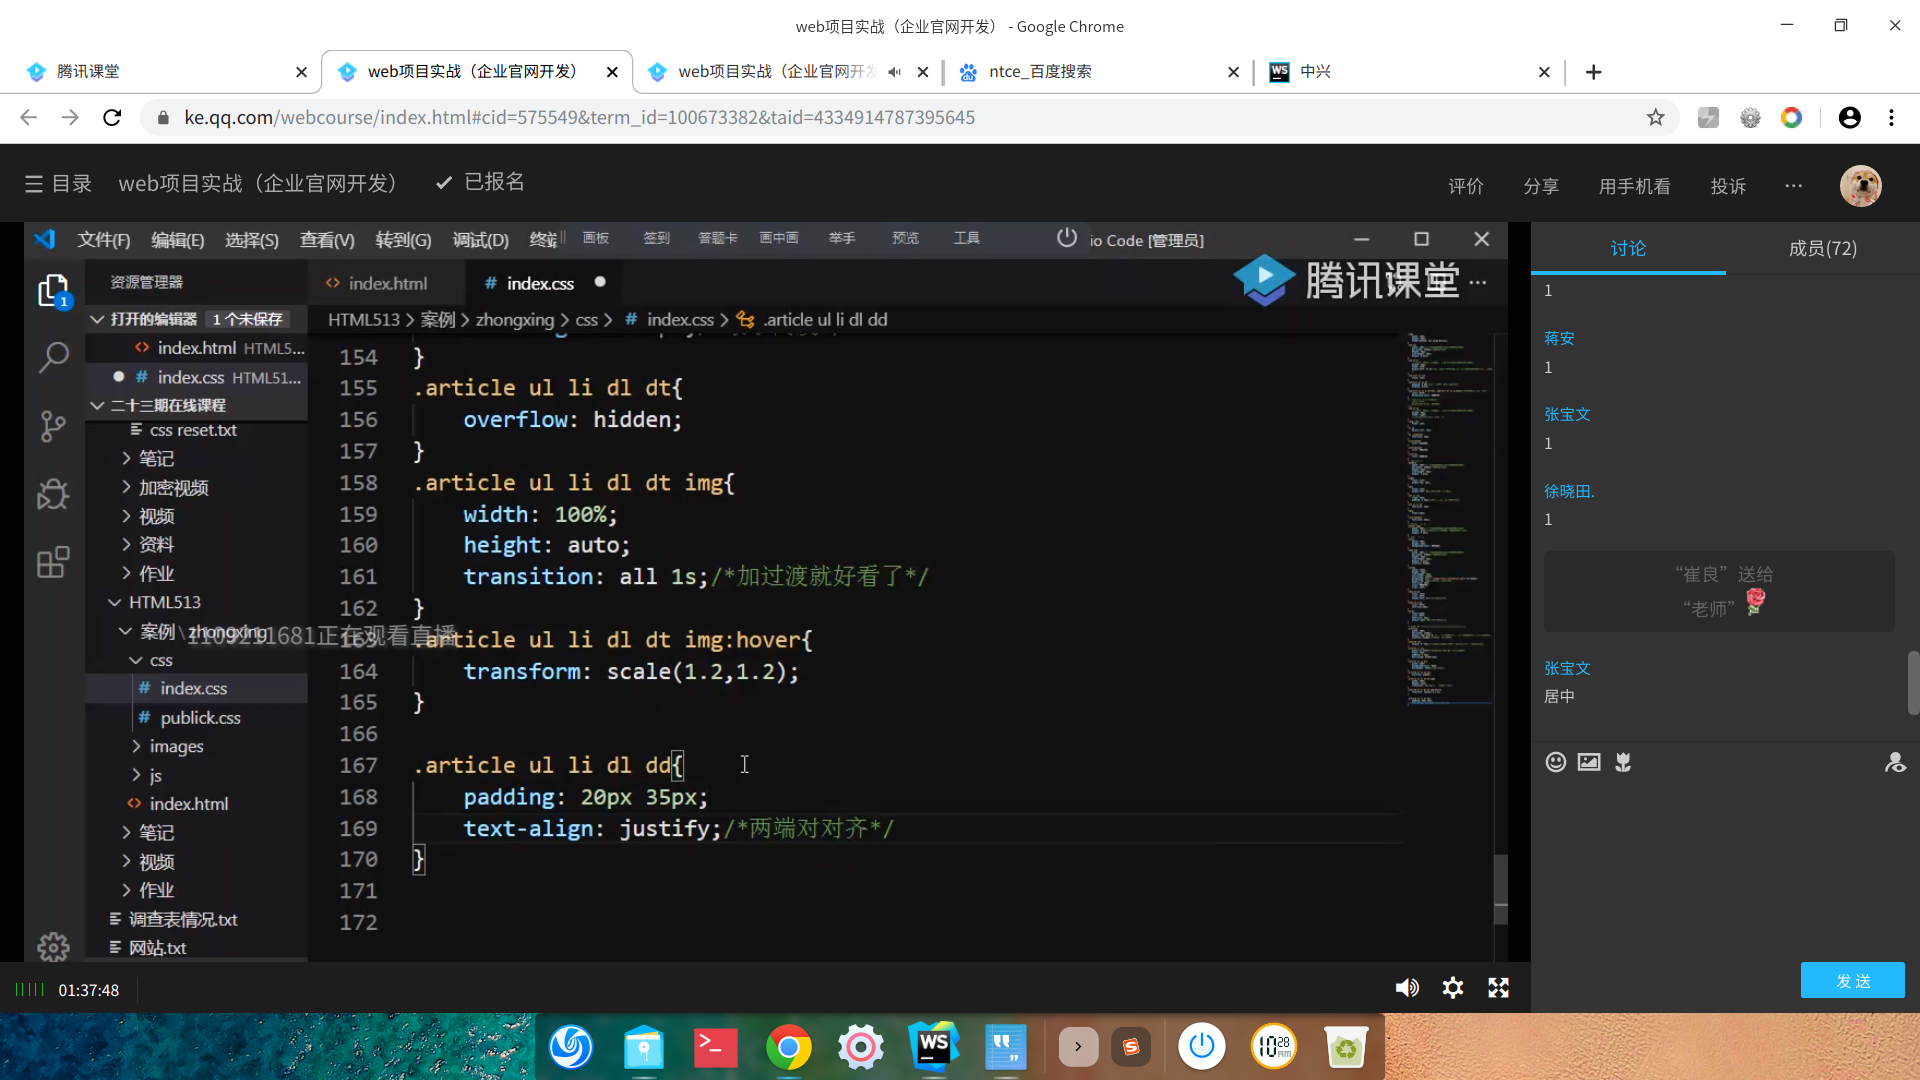 web项目实战（企业官网开发） - Google Chrome
腾讯课堂
web项目实战（企业官网开发）
web项目实战（企业官网开发
ntce_百度搜索
WS
中兴
ke.qq.com/webcourse/index.html#cid=575549&term_id=100673382&taid=4334914787395645
目录
web项目实战（企业官网开发）
已报名
评价
分享
用手机看
投诉
文件(F) 编辑(E) 选择(S) 查看(V) 转到(G) 调试(D)
画板 签到 答题卡 画中画 举手 预览 工具
io Code [管理员]
资源管理器
index.html
# index.css
腾讯课堂
打开的编辑器 1 个未保存
HTML513 > 案例 > zhongxing > css > # index.css > .article ul li dl dd
index.html HTML5...
# index.css HTML51...
二十三期在线课程
css reset.txt
笔记
加密视频
视频
资料
作业
HTML513
案例 \ zhongxing
1109211681正在观看直播
css
# index.css
# publick.css
images
js
index.html
笔记
视频
作业
调查表情况.txt
网站.txt
154 }
155 .article ul li dl dt{
156 overflow: hidden;
157 }
158 .article ul li dl dt img{
159 width: 100%;
160 height: auto;
161 transition: all 1s;/*加过渡就好看了*/
162 }
163 .article ul li dl dt img:hover{
164 transform: scale(1.2,1.2);
165 }
166
167 .article ul li dl dd{
168 padding: 20px 35px;
169 text-align: justify;/*两端对对齐*/
170 }
171
172
讨论
成员(72)
1
蒋安
1
张宝文
1
徐晓田.
1
“崔良”送给
“老师”
张宝文
居中
发送
01:37:48
WS
10 28
AM